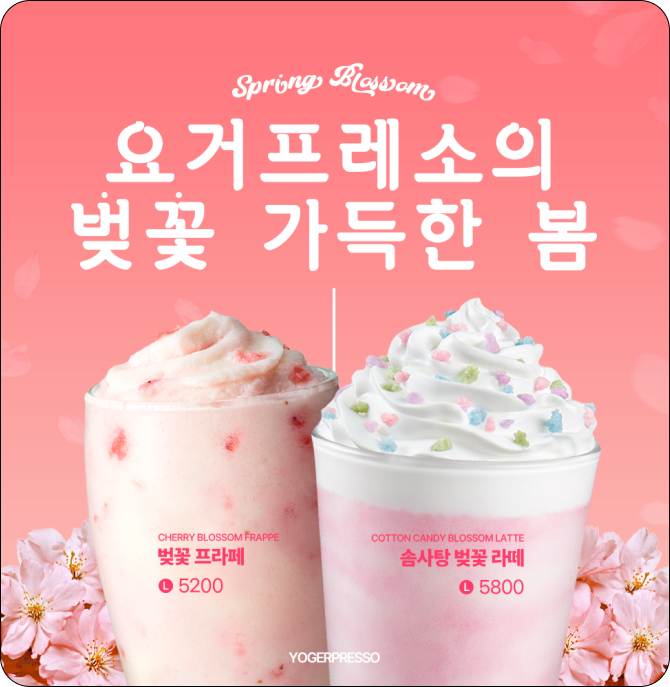 Spring Blossom
요거프레소의
벚꽃 가득한 봄
CHERRY BLOSSOM FRAPPE
벚꽃 프라페
L 5200
COTTON CANDY BLOSSOM LATTE
솜사탕 벚꽃 라떼
L 5800
YOGERPRESSO